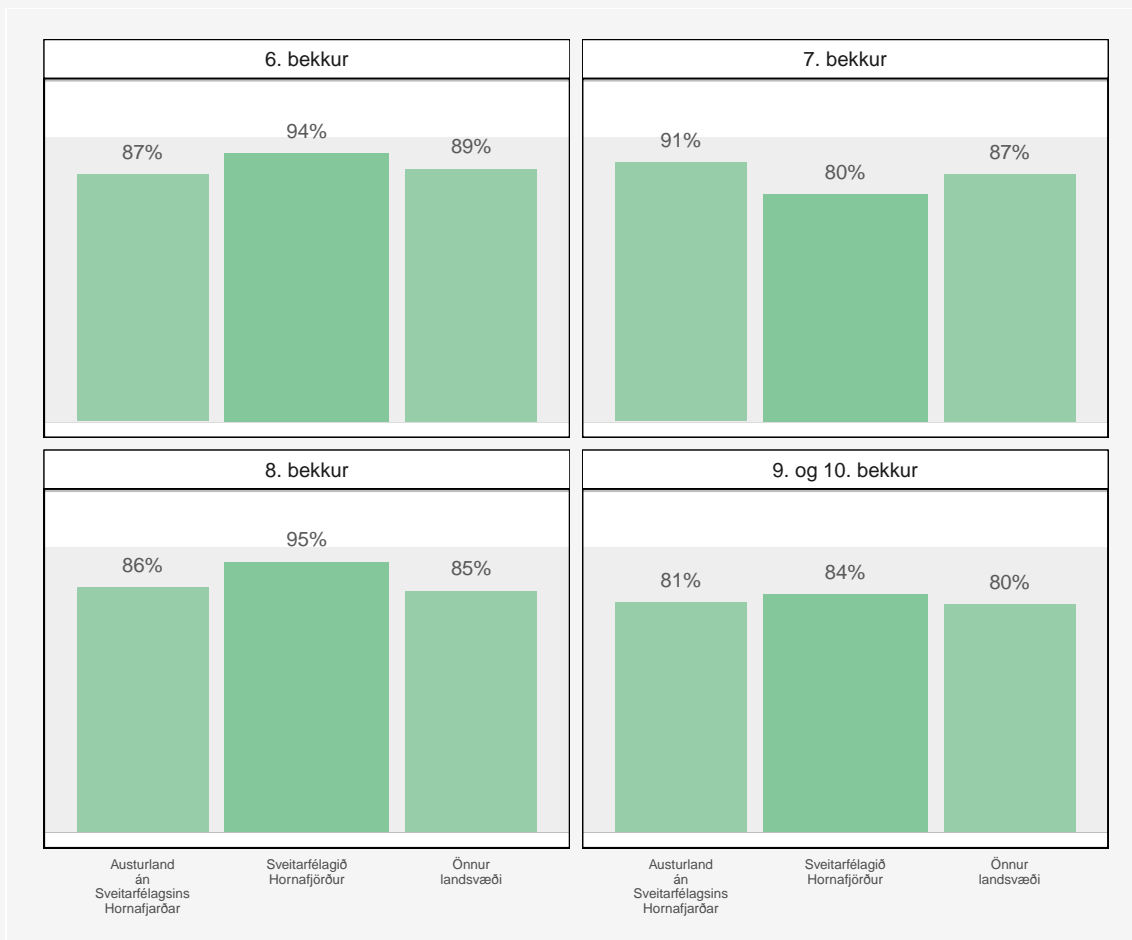 6. bekkur
87%
94%
89%
7. bekkur
91%
80%
87%
8. bekkur
86%
95%
85%
9. og 10. bekkur
81%
84%
80%
Austurland
án
Sveitarfélagsins
Hornafjarðar
Sveitarfélagið
Hornafjörður
Önnur
landsvæði
Austurland
án
Sveitarfélagsins
Hornafjarðar
Sveitarfélagið
Hornafjörður
Önnur
landsvæði